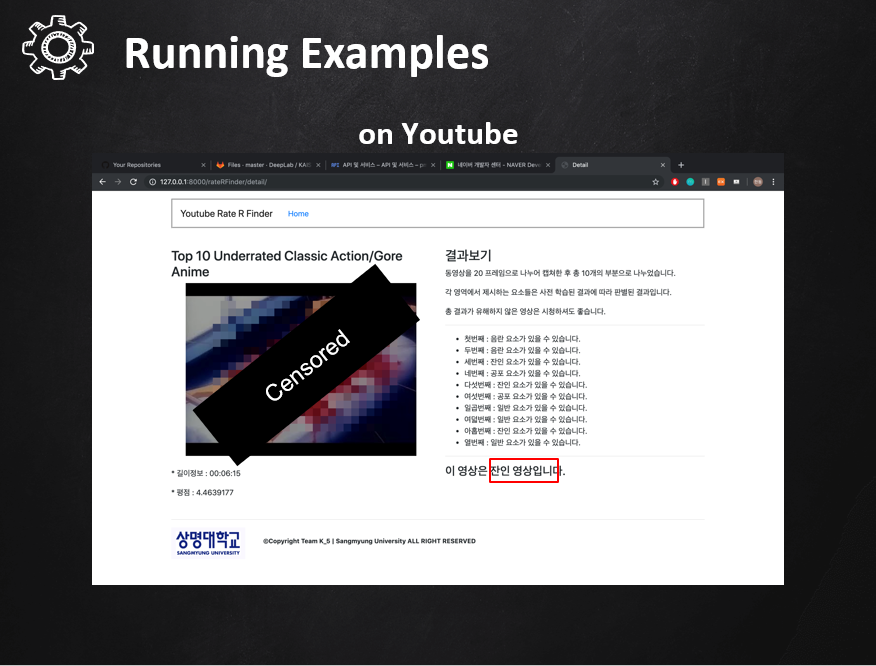 Running Examples
on Youtube
Your Repositories
Files · master · DeepLab / KAIS
API 및 서비스 – API 및 서비스 – pr
네이버 개발자 센터 - NAVER Deve
Detail
127.0.0.1:8000/rateRFinder/detail/
Youtube Rate R Finder Home
Top 10 Underrated Classic Action/Gore
Anime
Censored
* 길이정보 : 00:06:15
* 평점 : 4.4639177
결과보기
동영상을 20 프레임으로 나누어 캡쳐한 후 총 10개의 부분으로 나누었습니다.
각 영역에서 제시하는 요소들은 사전 학습된 결과에 따라 판별된 결과입니다.
총 결과가 유해하지 않은 영상은 시청하셔도 좋습니다.
첫번째 : 음란 요소가 있을 수 있습니다.
두번째 : 음란 요소가 있을 수 있습니다.
세번째 : 잔인 요소가 있을 수 있습니다.
네번째 : 공포 요소가 있을 수 있습니다.
다섯번째 : 잔인 요소가 있을 수 있습니다.
여섯번째 : 공포 요소가 있을 수 있습니다.
일곱번째 : 일반 요소가 있을 수 있습니다.
여덟번째 : 일반 요소가 있을 수 있습니다.
아홉번째 : 잔인 요소가 있을 수 있습니다.
열번째 : 일반 요소가 있을 수 있습니다.
이 영상은 잔인 영상입니다.
상명대학교
SANGMYUNG UNIVERSITY
©Copyright Team K_5 | Sangmyung University ALL RIGHT RESERVED